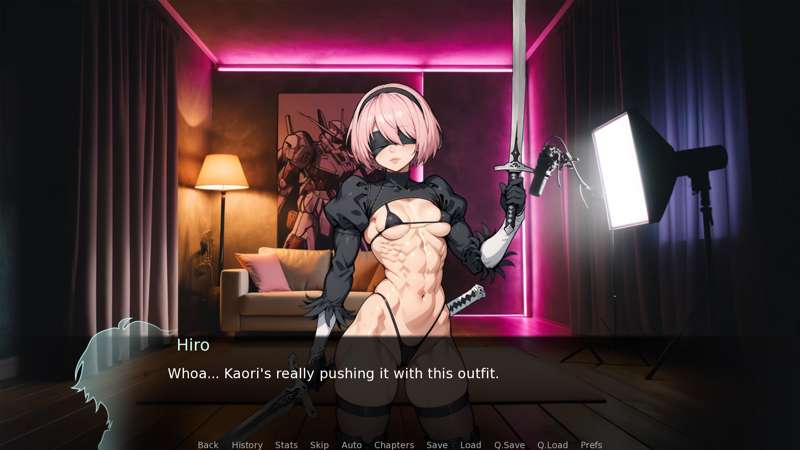 Hiro
Whoa... Kaori's really pushing it with this outfit.
Back History Stats Skip Auto Chapters Save Load Q.Save Q.Load Prefs